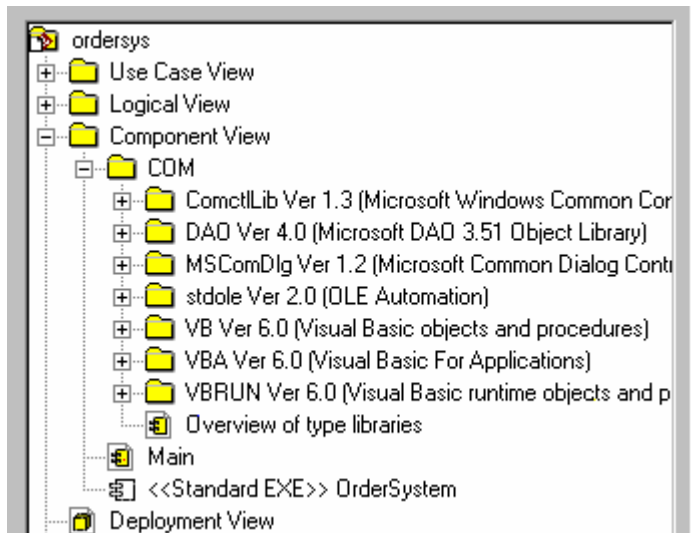 ordersys
Use Case View
Logical View
Component View
COM
ComctlLib Ver 1.3 (Microsoft Windows Common Cor
DAO Ver 4.0 (Microsoft DAO 3.51 Object Library)
MSComDlg Ver 1.2 (Microsoft Common Dialog Contr
stdole Ver 2.0 (OLE Automation)
VB Ver 6.0 (Visual Basic objects and procedures)
VBA Ver 6.0 (Visual Basic For Applications)
VBRUN Ver 6.0 (Visual Basic runtime objects and p
Overview of type libraries
Main
<<Standard EXE>> OrderSystem
Deployment View